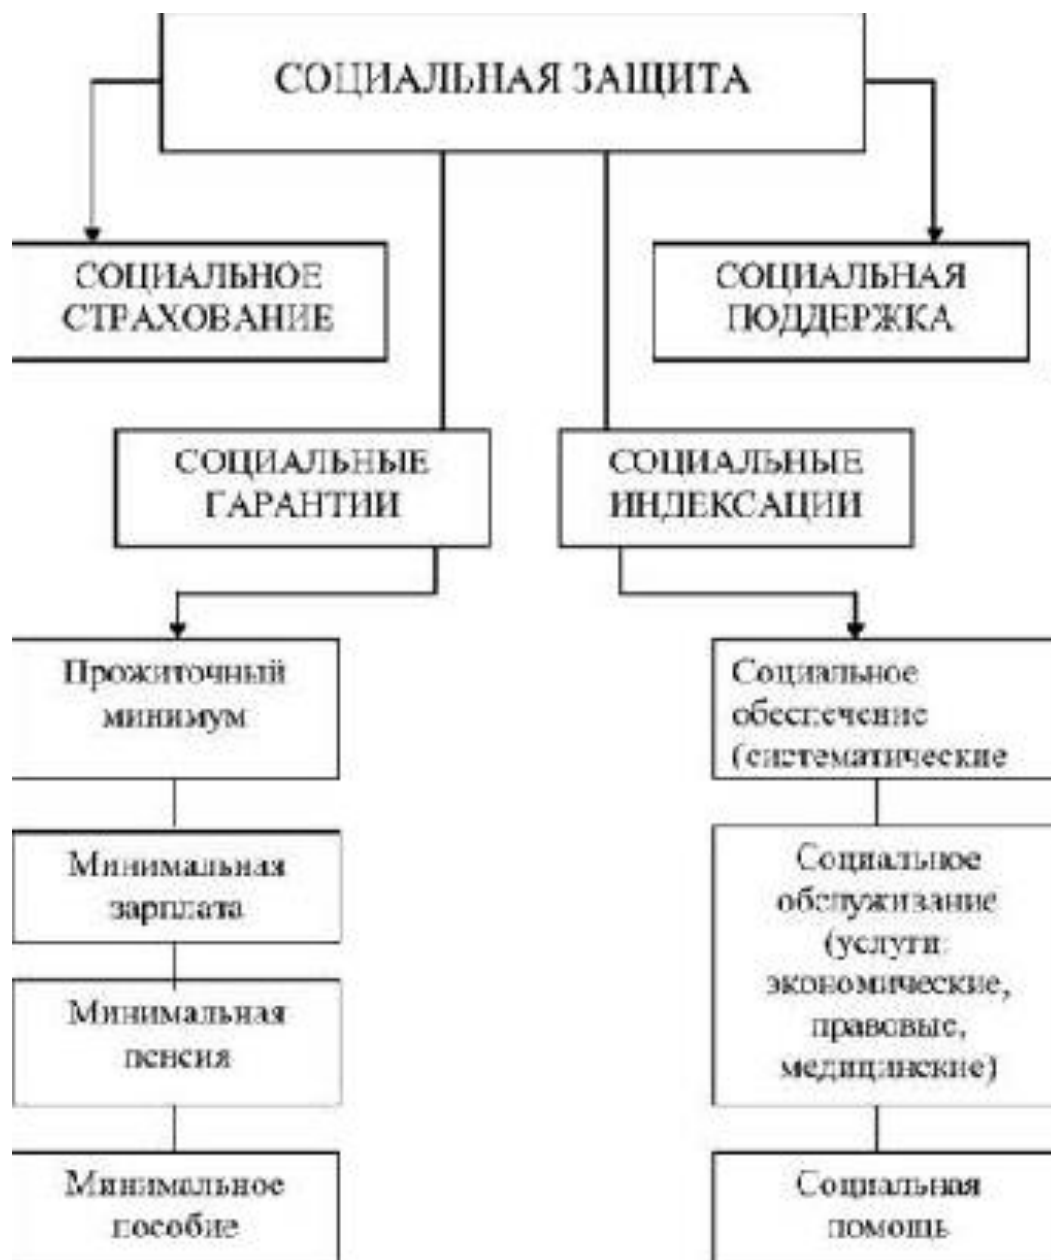 СОЦИАЛЬНАЯ ЗАЩИТА
СОЦИАЛЬНОЕ
СТРАХОВАНИЕ
СОЦИАЛЬНАЯ
ПОДДЕРЖКА
СОЦИАЛЬНЫЕ
ГАРАНТИИ
СОЦИАЛЬНЫЕ
ИНДЕКСАЦИИ
Прожиточный
минимум
Социальное
обеспечение
(систематические
Минимальная
зарплата
Социальное
обслуживание
(услуги:
экономические,
правовые,
медицинские)
Минимальная
пенсия
Минимальное
пособие
Социальная
помощь